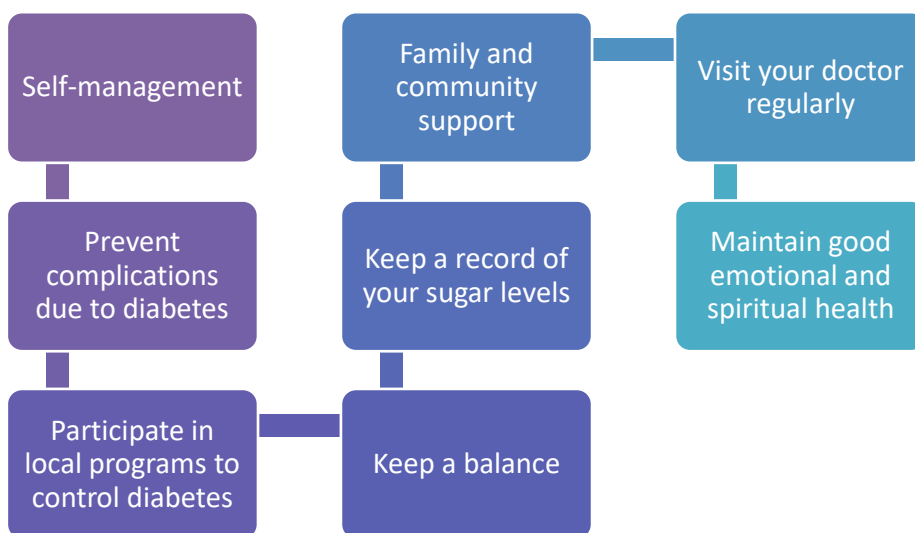 Self-management
Prevent
complications
due to diabetes
Participate in
local programs to
control diabetes
Keep a balance
Keep a record of
your sugar levels
Family and
community
support
Visit your doctor
regularly
Maintain good
emotional and
spiritual health